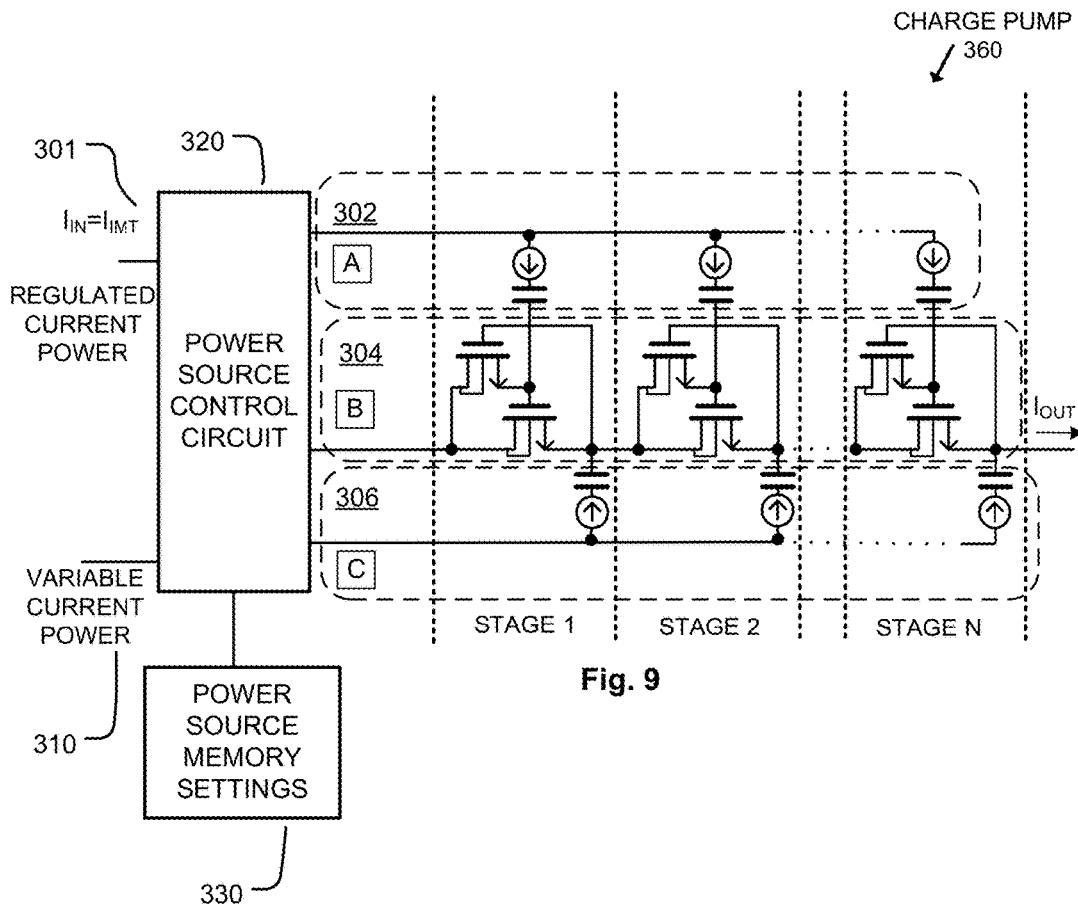 CHARGE PUMP
360
320
301
I_IN=I_IMT
REGULATED
CURRENT
POWER
POWER
SOURCE
CONTROL
CIRCUIT
302
A
304
B
I_OUT
306
C
VARIABLE
CURRENT
POWER
310
STAGE 1
STAGE 2
STAGE N
Fig. 9
POWER
SOURCE
MEMORY
SETTINGS
330